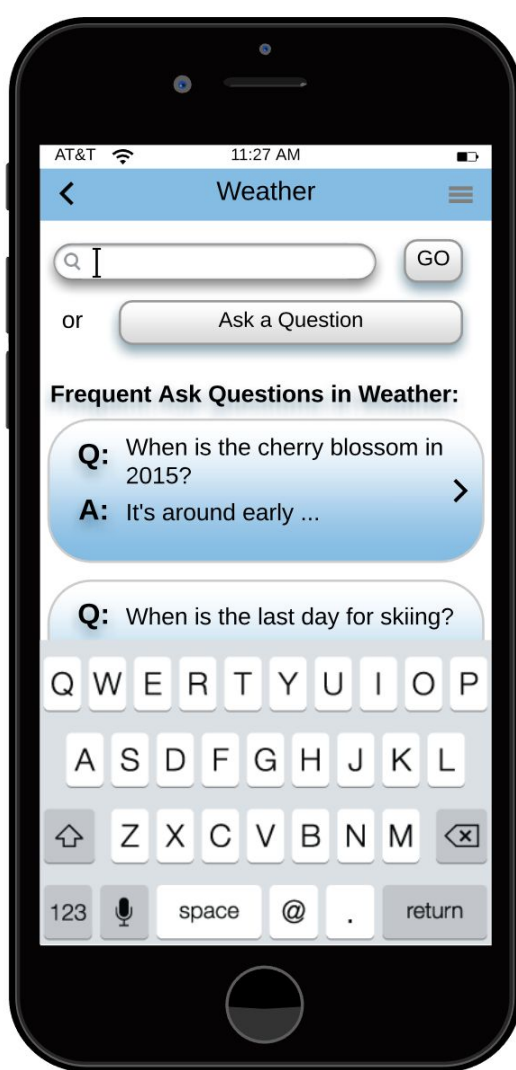 AT&T 11:27 AM
Weather
GO
or Ask a Question
Frequent Ask Questions in Weather:
Q: When is the cherry blossom in
2015?
A: It's around early ...
Q: When is the last day for skiing?
Q W E R T Y U I O P
A S D F G H J K L
Z X C V B N M
123 space @ . return